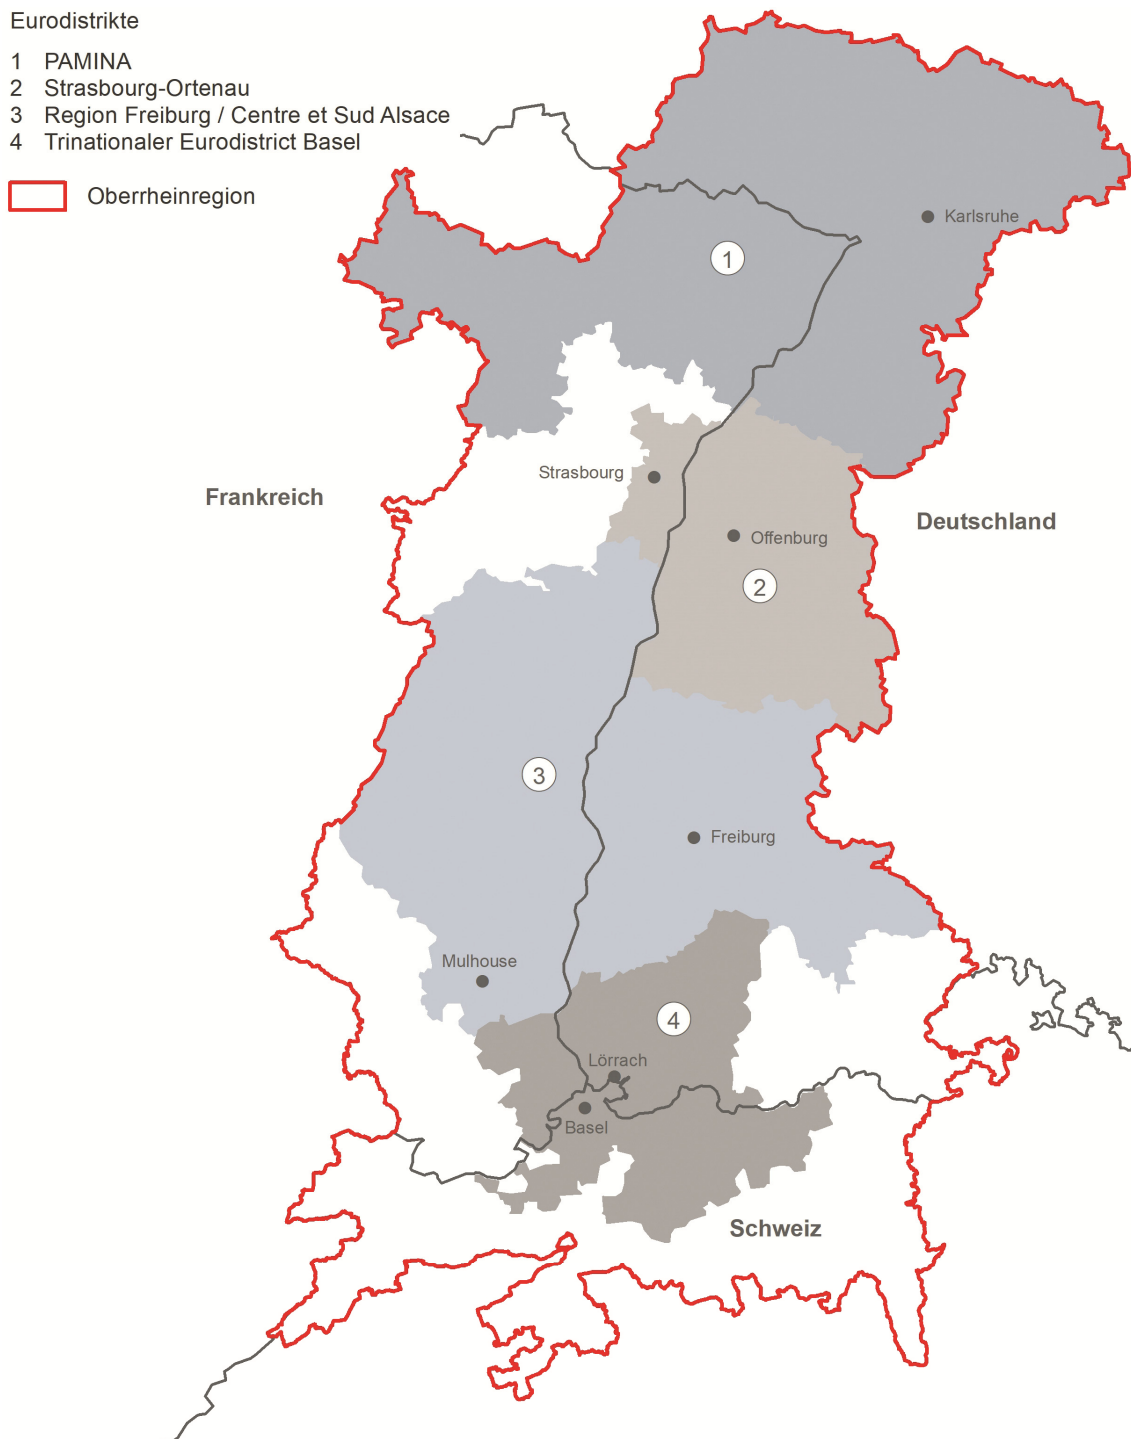 Eurodistrikte
1 PAMINA
2 Strasbourg-Ortenau
3 Region Freiburg / Centre et Sud Alsace
4 Trinationaler Eurodistrict Basel
Oberrheinregion
Karlsruhe
1
Strasbourg
Frankreich
Deutschland
Offenburg
2
3
Freiburg
Mulhouse
4
Lörrach
Basel
Schweiz